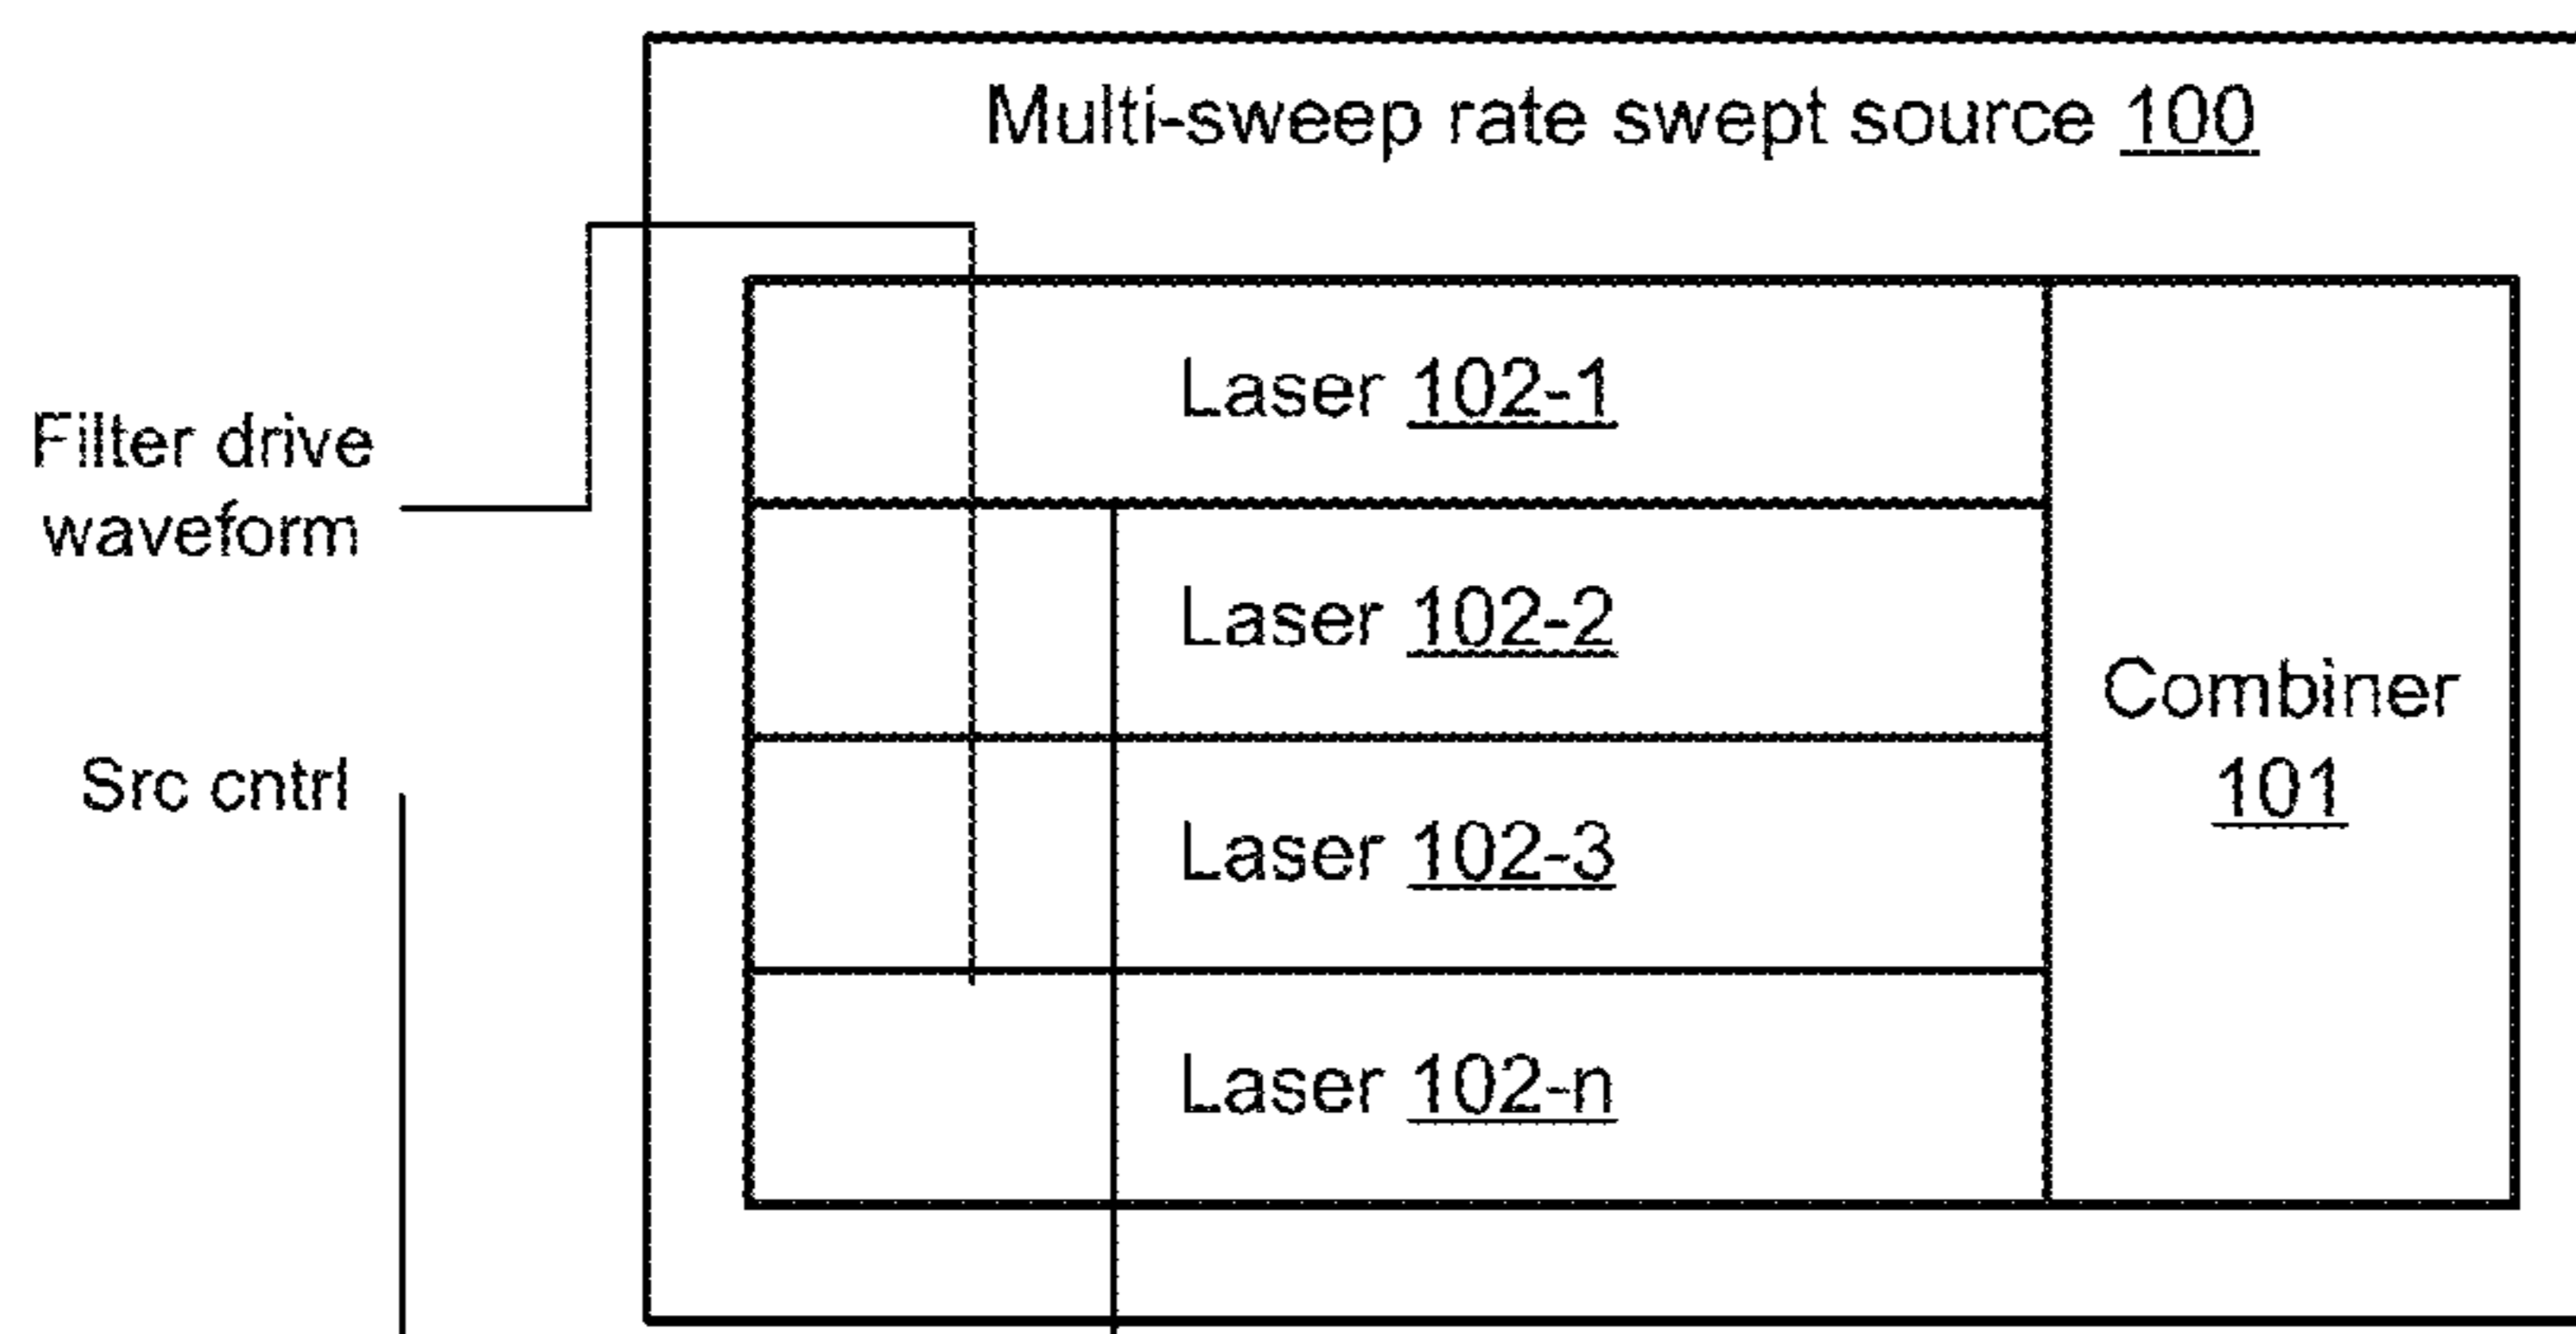 Multi-sweep rate swept source 100
Filter drive
waveform
Src cntrl
Laser 102-1
Laser 102-2
Laser 102-3
Laser 102-n
Combiner
101